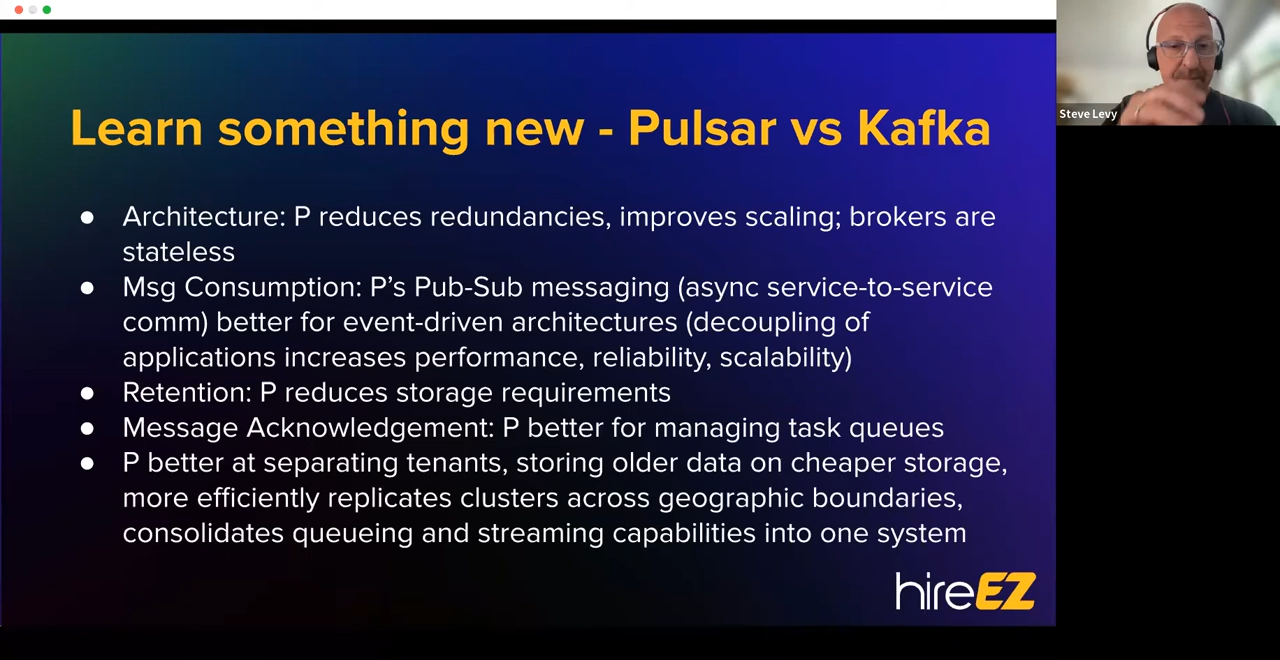 Learn something new - Pulsar vs Kafka
● Architecture: P reduces redundancies, improves scaling; brokers are
stateless
● Msg Consumption: P’s Pub-Sub messaging (async service-to-service
comm) better for event-driven architectures (decoupling of
applications increases performance, reliability, scalability)
● Retention: P reduces storage requirements
● Message Acknowledgement: P better for managing task queues
● P better at separating tenants, storing older data on cheaper storage,
more efficiently replicates clusters across geographic boundaries,
consolidates queueing and streaming capabilities into one system
hireEZ
Steve Levy